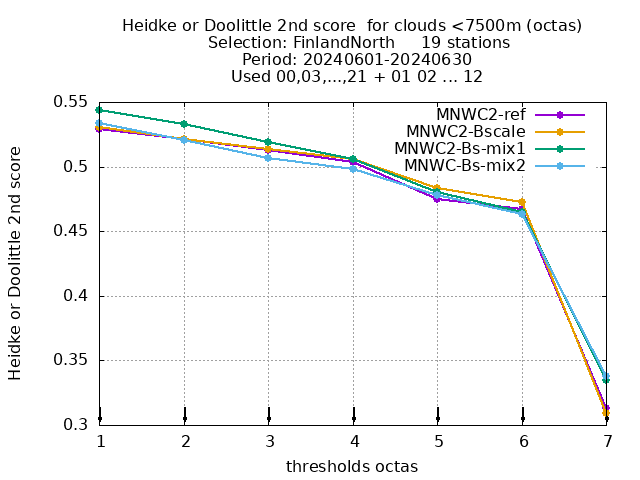 Heidke or Doolittle 2nd score  for clouds <7500m (octas)
Selection: FinlandNorth     19 stations
Period: 20240601-20240630
Used 00,03,...,21 + 01 02 ... 12
MNWC2-ref
MNWC2-Bscale
MNWC2-Bs-mix1
MNWC-Bs-mix2
Heidke or Doolittle 2nd score
0.55
0.5
0.45
0.4
0.35
0.3
1 2 3 4 5 6 7
thresholds octas